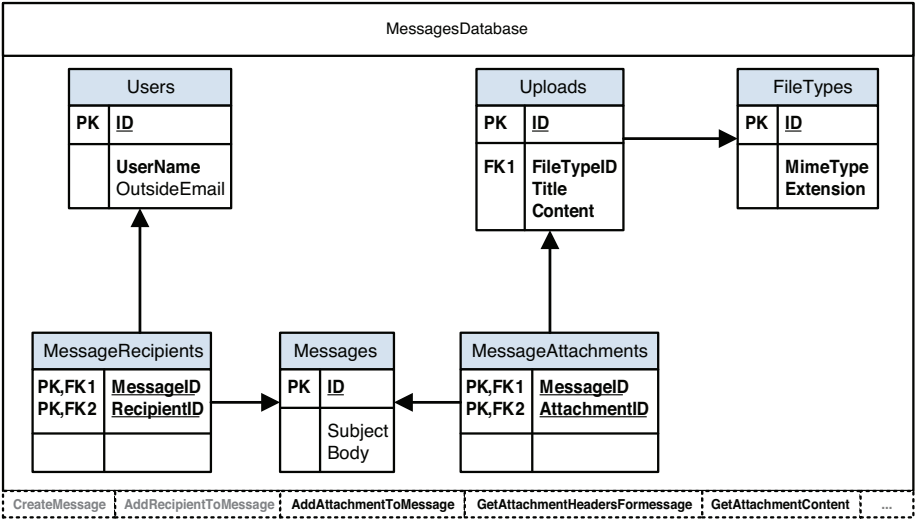 MessagesDatabase
Users
PK ID
UserName
OutsideEmail
Uploads
PK ID
FK1 FileTypeID
Title
Content
FileTypes
PK ID
MimeType
Extension
MessageRecipients
PK,FK1 MessageID
PK,FK2 RecipientID
Messages
PK ID
Subject
Body
MessageAttachments
PK,FK1 MessageID
PK,FK2 AttachmentID
CreateMessage AddRecipientToMessage AddAttachmentToMessage GetAttachmentHeadersFormessage GetAttachmentContent ...